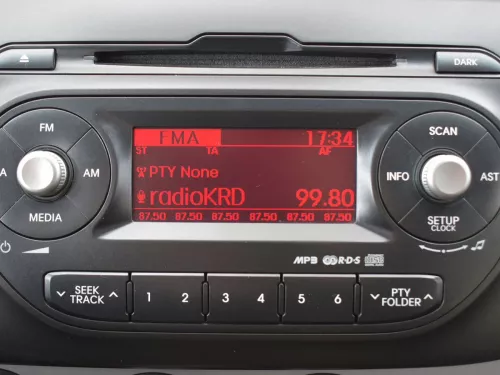 DARK
FM
A
AM
MEDIA
FMA 17:34
ST TA AF
PTY None
radioKRD 99.80
87.50 87.50 87.50 87.50 87.50 87.50
SCAN
INFO
AST
SETUP
CLOCK
MP3 R·D·S
SEEK
TRACK
1 2 3 4 5 6
PTY
FOLDER